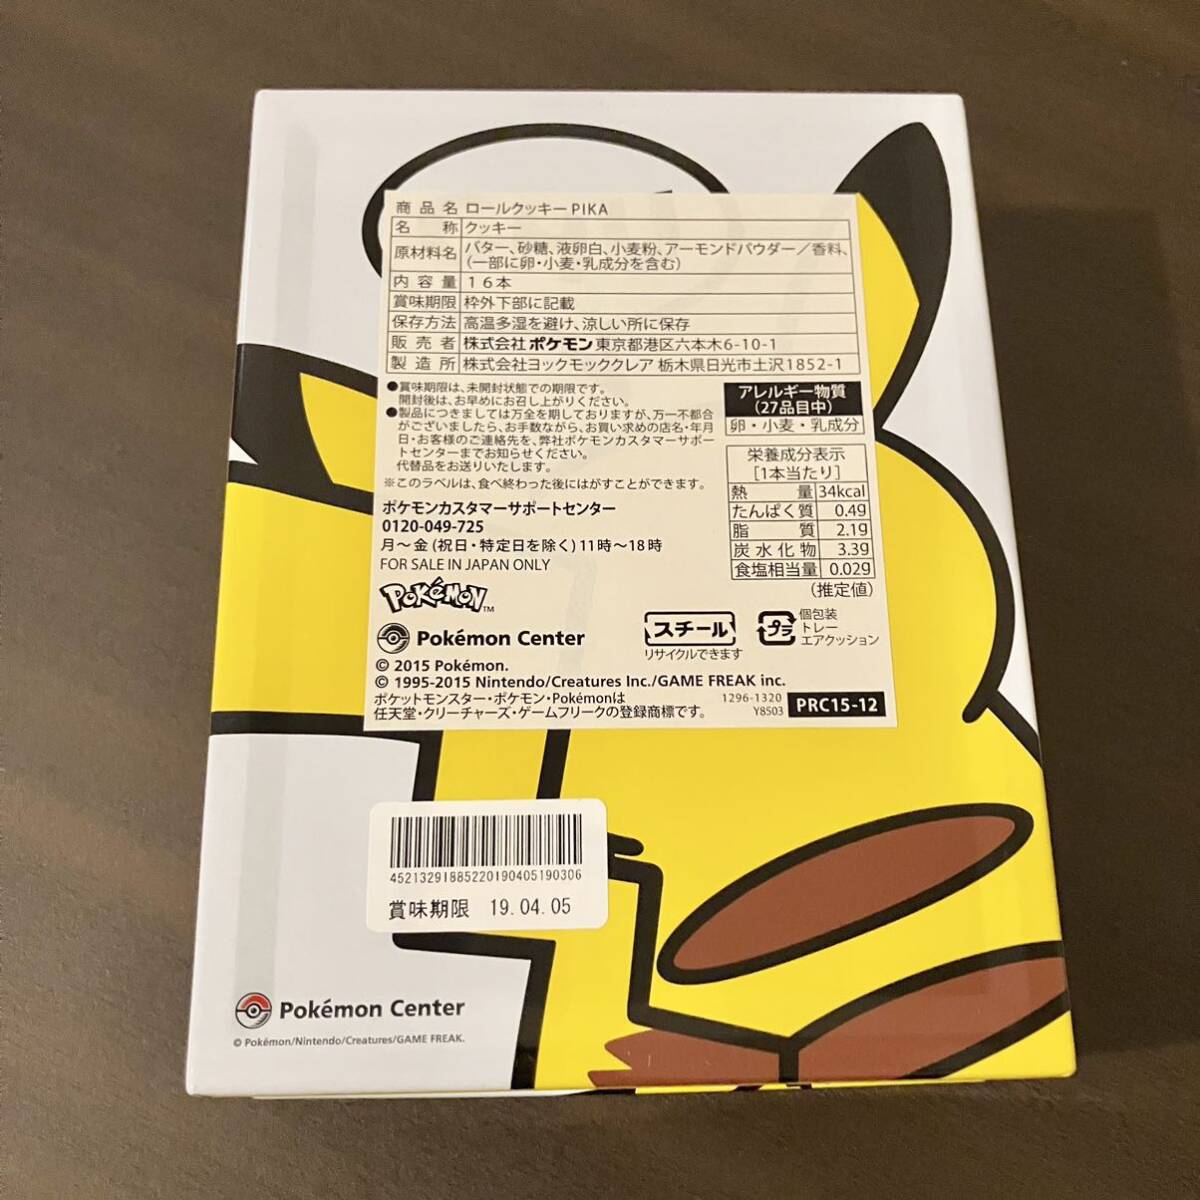 商品名 ロールクッキーPIKA
名称 クッキー
原材料名 バター、砂糖、液卵白、小麦粉、アーモンドパウダー／香料、
(一部に卵・小麦・乳成分を含む)
内容量 16本
賞味期限 枠外下部に記載
保存方法 高温多湿を避け、涼しい所に保存
販売者 株式会社ポケモン 東京都港区六本木6-10-1
製造所 株式会社ヨックモッククレア 栃木県日光市土沢1852-1
●賞味期限は、未開封状態での期限です。
開封後は、お早めにお召し上がりください。
●製品につきましては万全を期しておりますが、万一不都合
がございましたら、お手数ながら、お買い求めの店名・年月
日・お客様のご連絡先を、弊社ポケモンカスタマーサポー
トセンターまでお知らせください。
代替品をお送りいたします。
※このラベルは、食べ終わった後にはがすことができます。
アレルギー物質
(27品目中)
卵・小麦・乳成分
栄養成分表示
[1本当たり]
熱量 34kcal
たんぱく質 0.4g
脂質 2.1g
炭水化物 3.3g
食塩相当量 0.02g
(推定値)
ポケモンカスタマーサポートセンター
0120-049-725
月～金(祝日・特定日を除く)11時～18時
FOR SALE IN JAPAN ONLY
POKéMON™
Pokémon Center
スチール
リサイクルできます
プラ
個包装
トレー
エアクッション
© 2015 Pokémon.
© 1995-2015 Nintendo/Creatures Inc./GAME FREAK inc.
ポケットモンスター・ポケモン・Pokémonは
任天堂・クリーチャーズ・ゲームフリークの登録商標です。
1296-1320
Y8503
PRC15-12
4521329188522019040519030​6
賞味期限 19.04.05
Pokémon Center
© Pokémon/Nintendo/Creatures/GAME FREAK.